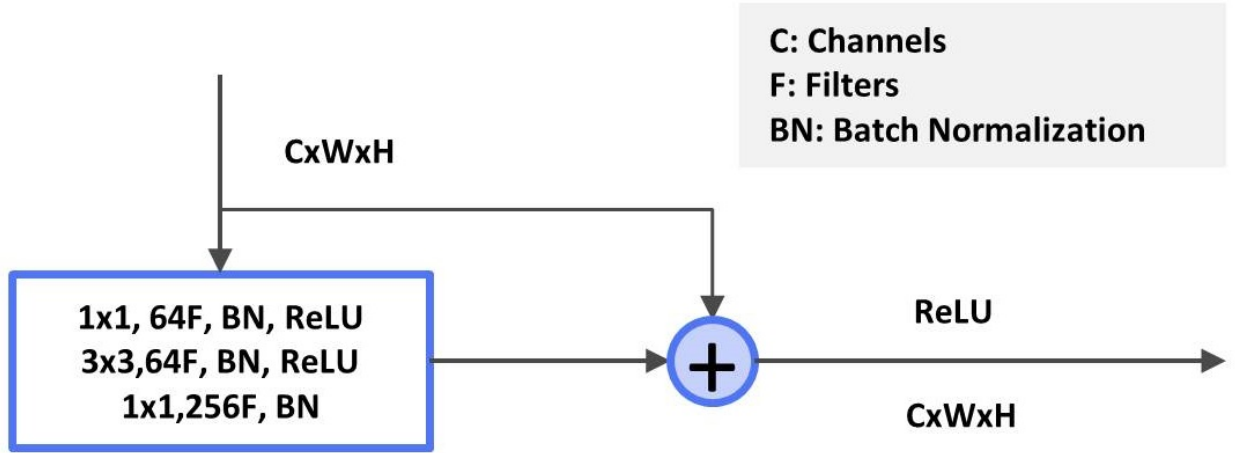 C: Channels
F: Filters
BN: Batch Normalization
CxWxH
1x1, 64F, BN, ReLU
3x3,64F, BN, ReLU
1x1,256F, BN
+
ReLU
CxWxH